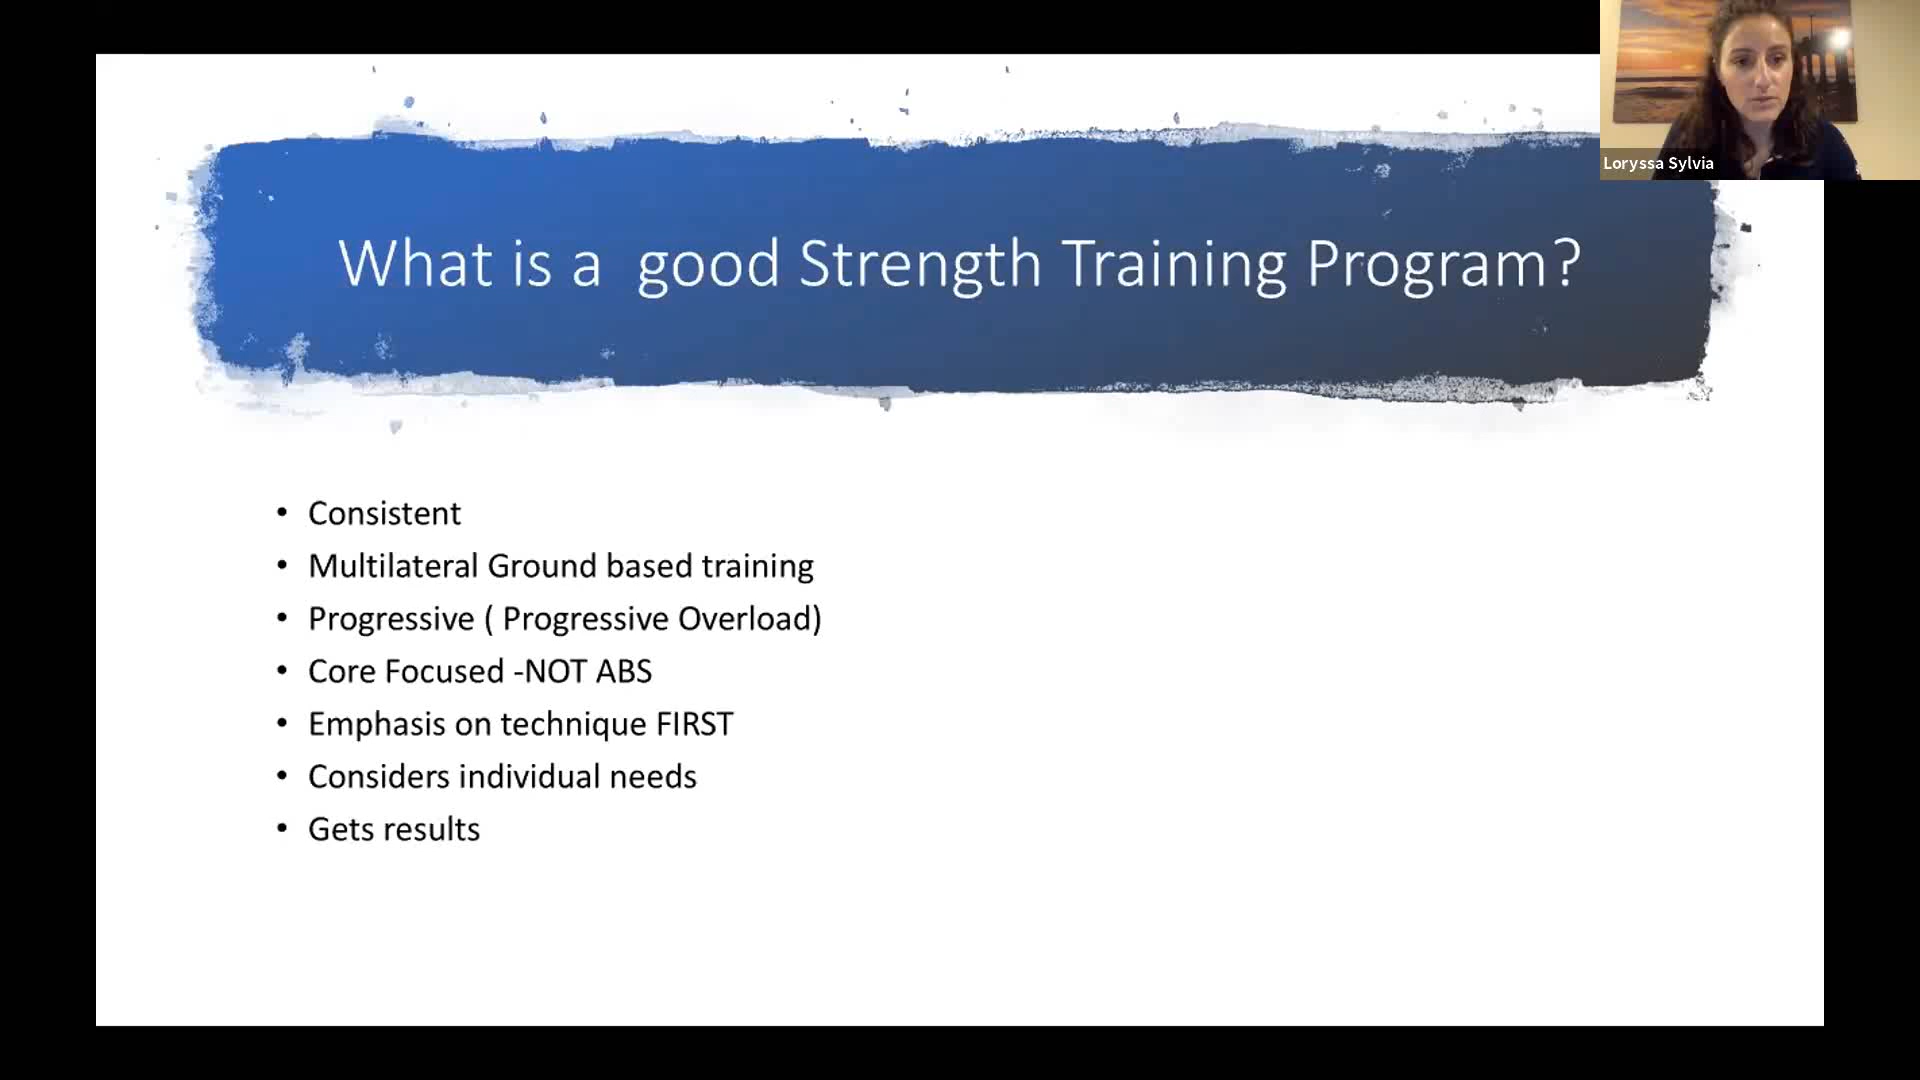 Loryssa Sylvia
What is a  good Strength Training Program?
• Consistent
• Multilateral Ground based training
• Progressive ( Progressive Overload)
• Core Focused -NOT ABS
• Emphasis on technique FIRST
• Considers individual needs
• Gets results